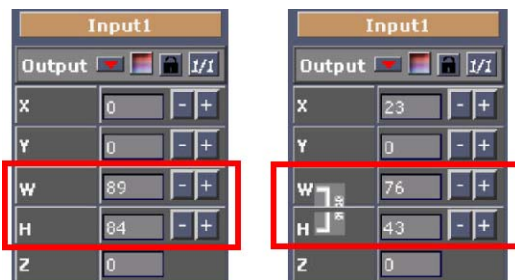 Input1
Output 1/1
X 0 - +
Y 0 - +
W 89 - +
H 84 - +
Z 0
Input1
Output 1/1
X 23 - +
Y 0 - +
W 76 - +
H 43 - +
Z 0